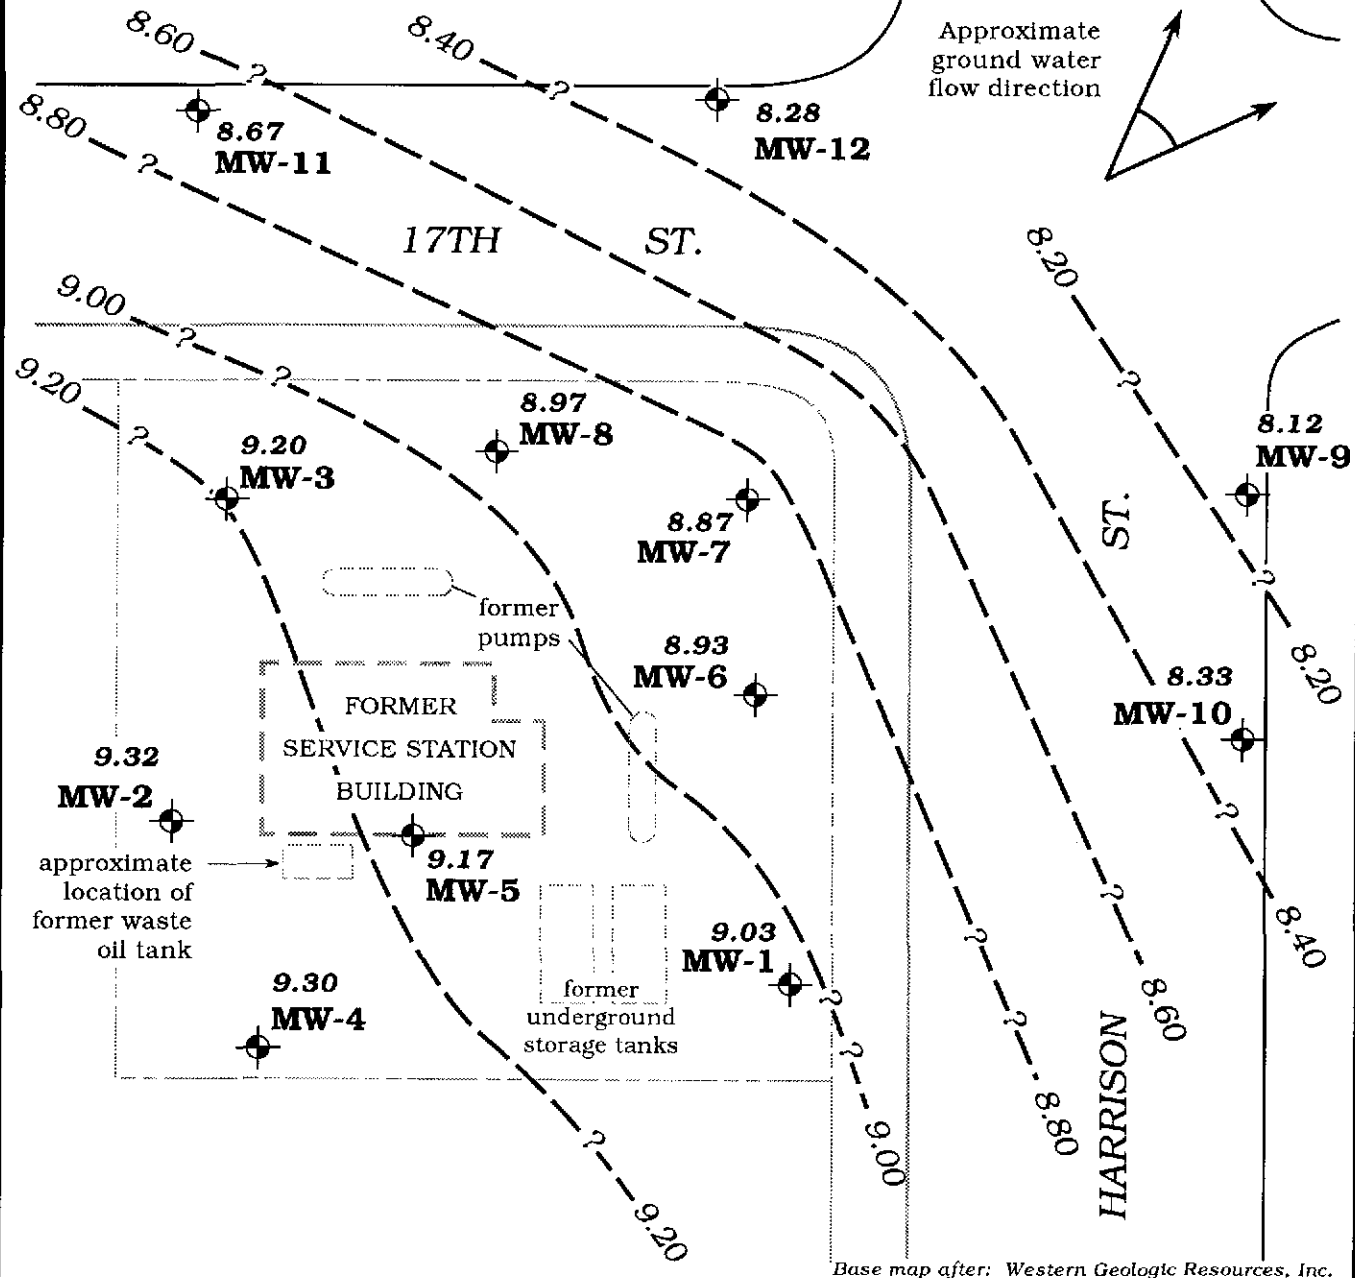 8.60
8.40
Approximate
ground water
flow direction
8.80
?
?
8.67
MW-11
8.28
MW-12
?
17TH ST.
8.20
9.00
?
9.20
?
?
8.97
MW-8
8.12
MW-9
?
9.20
MW-3
8.87
MW-7
ST.
?
former
pumps
8.93
MW-6
8.20
8.33
MW-10
FORMER
SERVICE STATION
BUILDING
9.32
MW-2
?
approximate
location of
former waste
oil tank
9.17
MW-5
?
8.40
9.03
MW-1
?
9.30
MW-4
former
underground
storage tanks
?
?
8.60
?
HARRISON
8.80
9.00
?
9.20
Base map after: Western Geologic Resources, Inc.